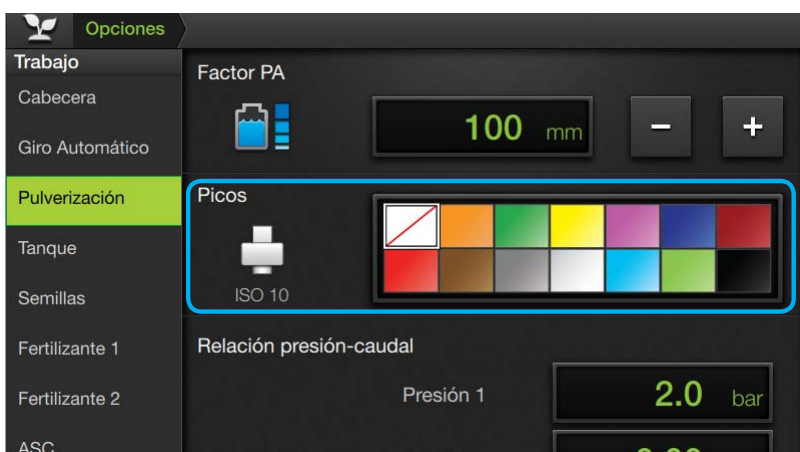 Opciones
Trabajo
Cabecera
Giro Automático
Pulverización
Tanque
Semillas
Fertilizante 1
Fertilizante 2
ASC
Factor PA
100 mm
- +
Picos
ISO 10
Relación presión-caudal
Presión 1
2.0 bar